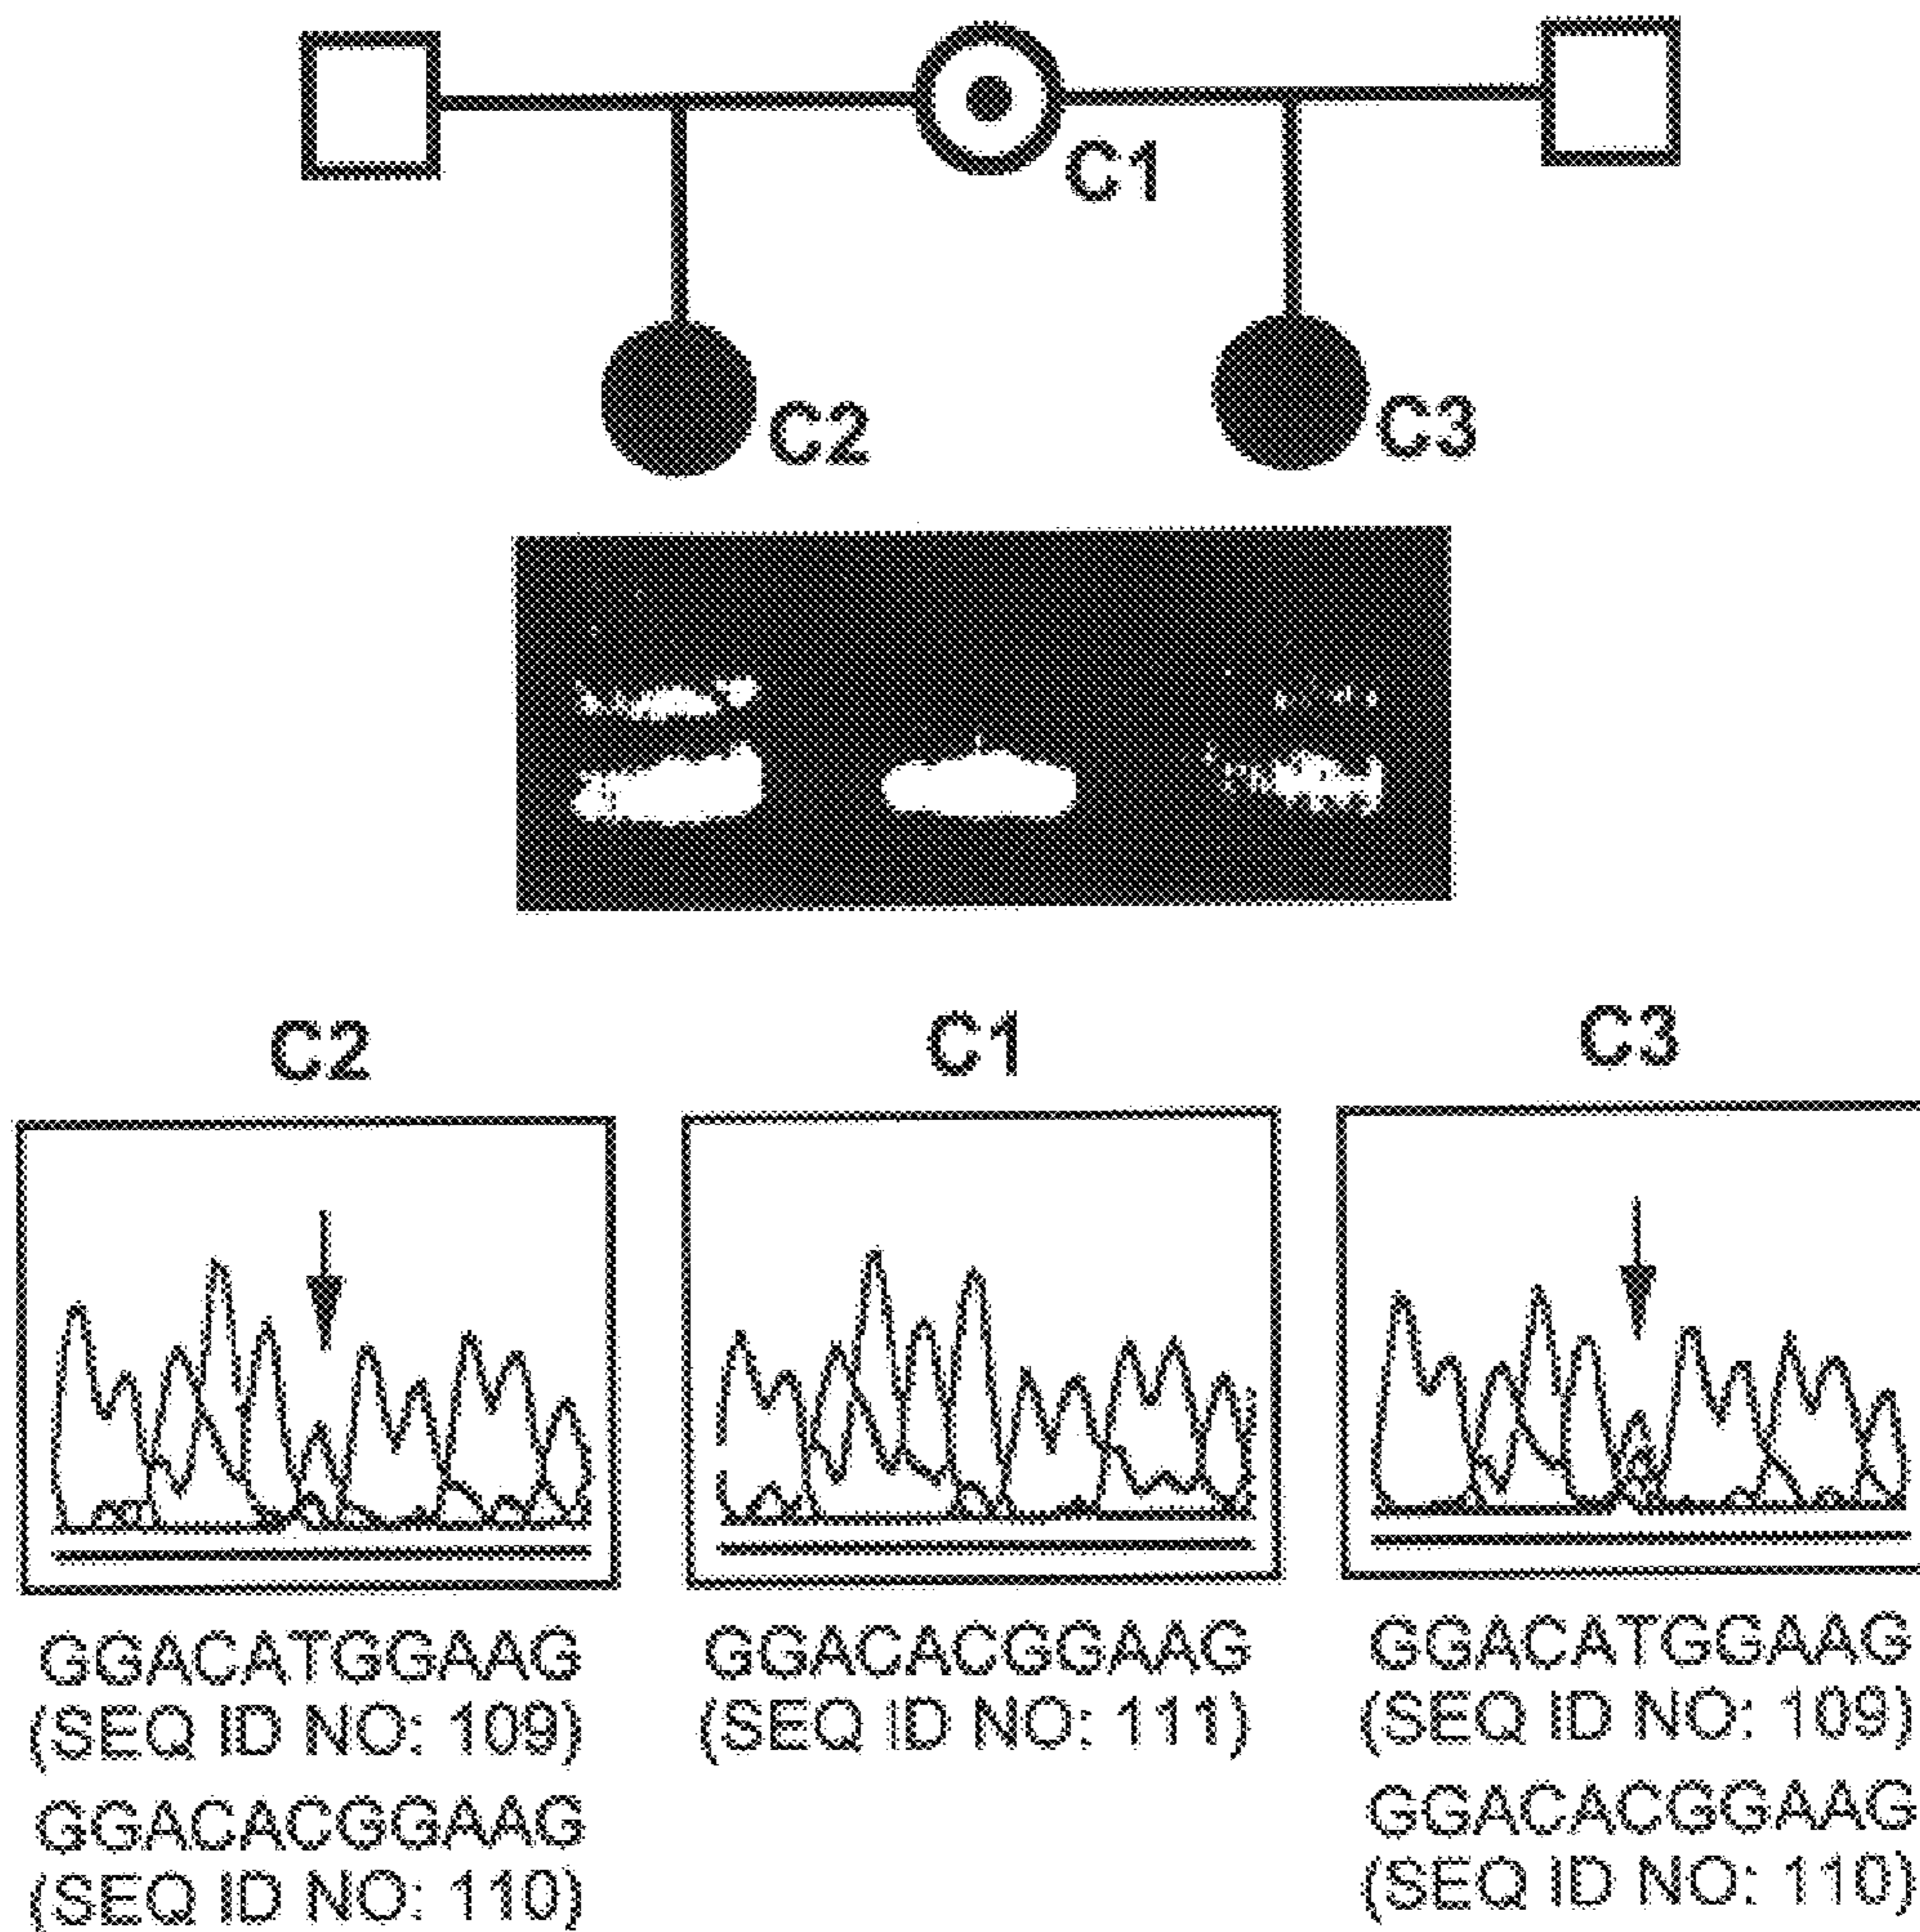 C1
C2
C3
C2
C1
C3
GGACATGGAAG
(SEQ ID NO: 109)
GGACACGGAAG
(SEQ ID NO: 110)
GGACACGGAAG
(SEQ ID NO: 111)
GGACATGGAAG
(SEQ ID NO: 109)
GGACACGGAAG
(SEQ ID NO: 110)